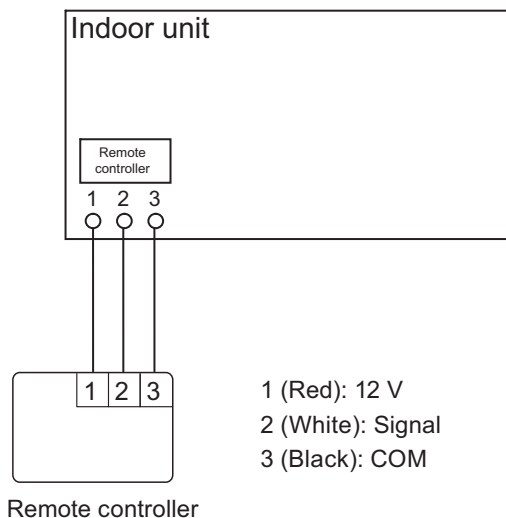 Indoor unit
Remote
controller
1 2 3
1 2 3
1 (Red): 12 V
2 (White): Signal
3 (Black): COM
Remote controller